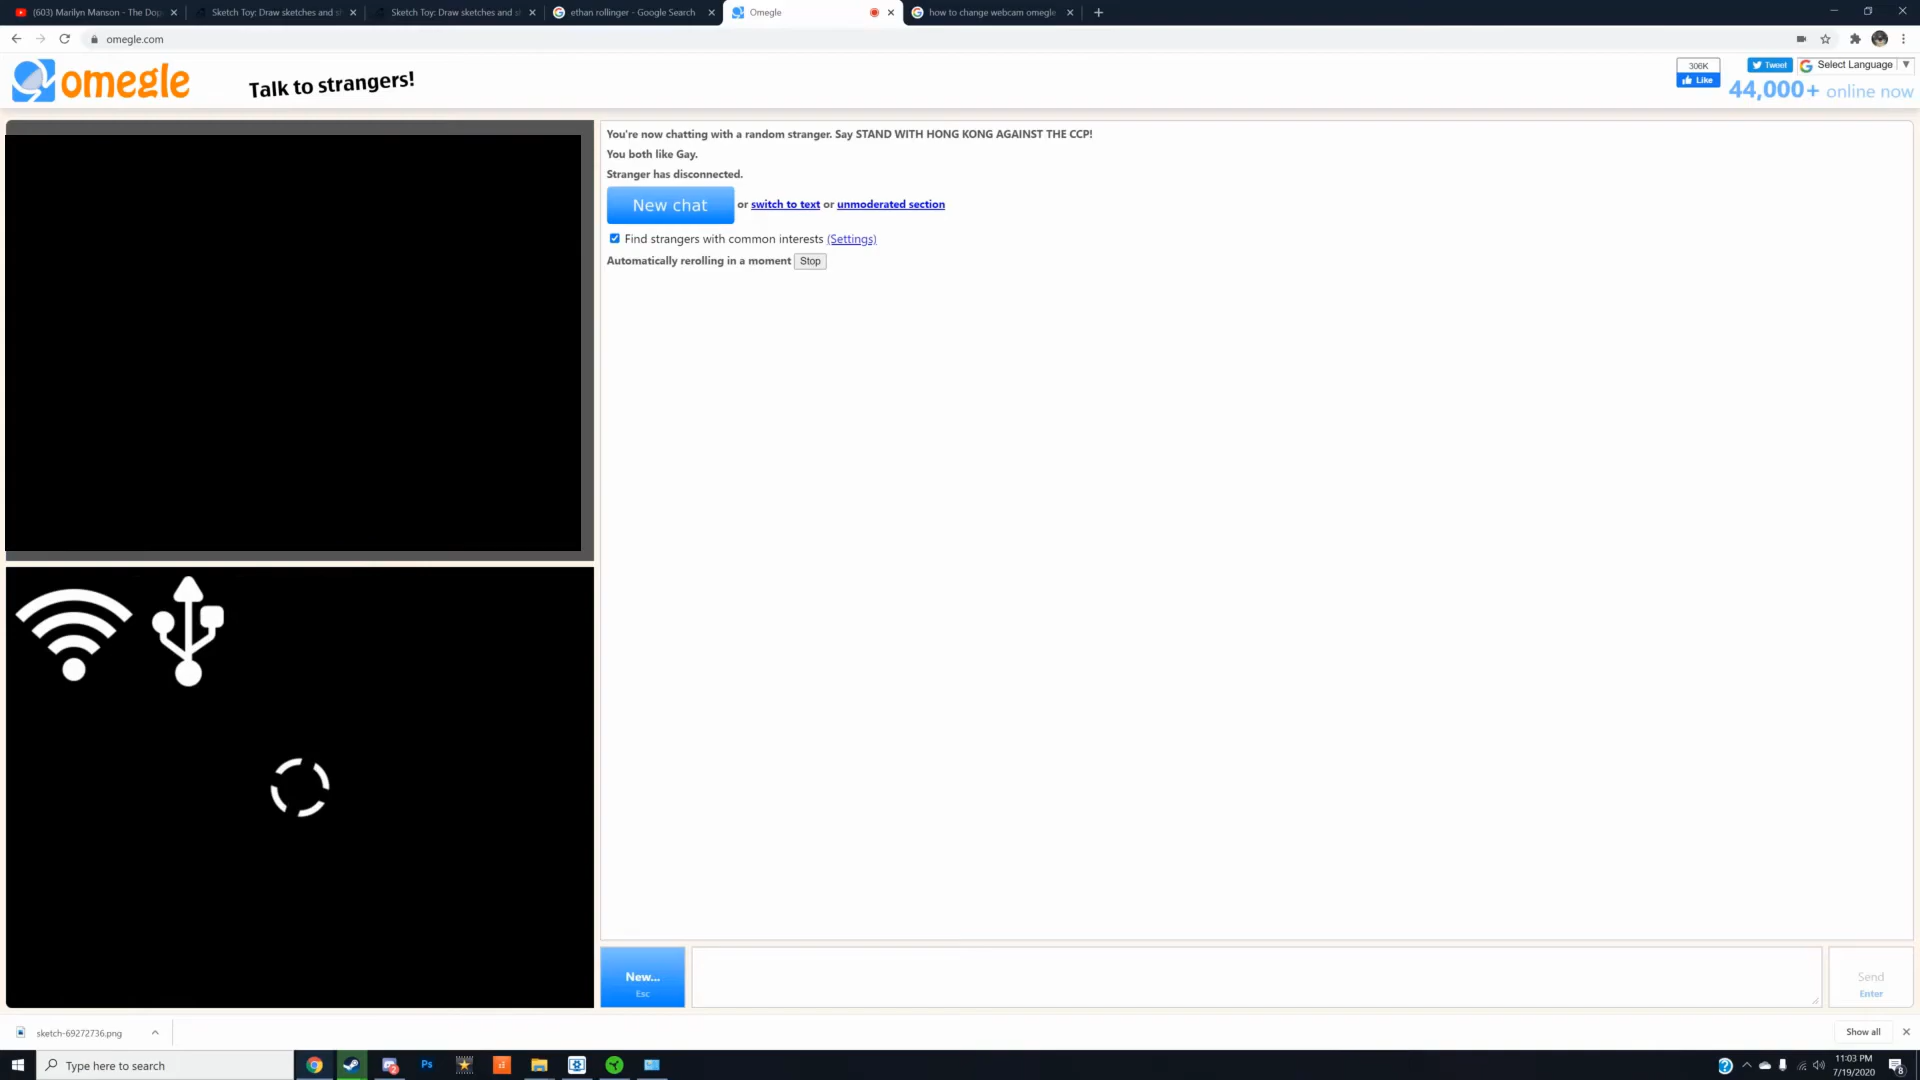 (603) Marilyn Manson - The Dop
Sketch Toy: Draw sketches and sh
Sketch Toy: Draw sketches and sh
ethan rollinger - Google Search
Omegle
how to change webcam omegle
omegle.com
omegle
Talk to strangers!
306K
Like
Tweet
Select Language
44,000+ online now
You're now chatting with a random stranger. Say STAND WITH HONG KONG AGAINST THE CCP!
You both like Gay.
Stranger has disconnected.
New chat or switch to text or unmoderated section
Find strangers with common interests (Settings)
Automatically rerolling in a moment Stop
New...
Esc
Send
Enter
sketch-69272736.png
Show all
Type here to search
Ps
11:03 PM
7/19/2020